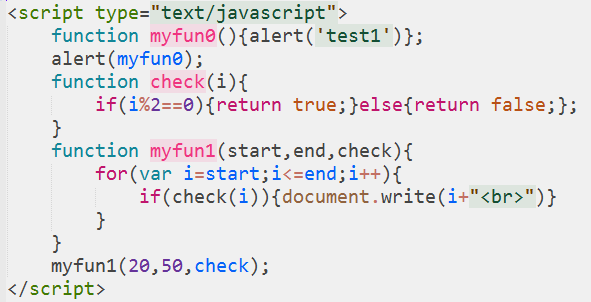 <script type="text/javascript">
    function myfun0(){alert('test1')};
    alert(myfun0);
    function check(i){
        if(i%2==0){return true;}else{return false;};
    }
    function myfun1(start,end,check){
        for(var i=start;i<=end;i++){
            if(check(i)){document.write(i+"<br>")}
        }
    }
    myfun1(20,50,check);
</script>